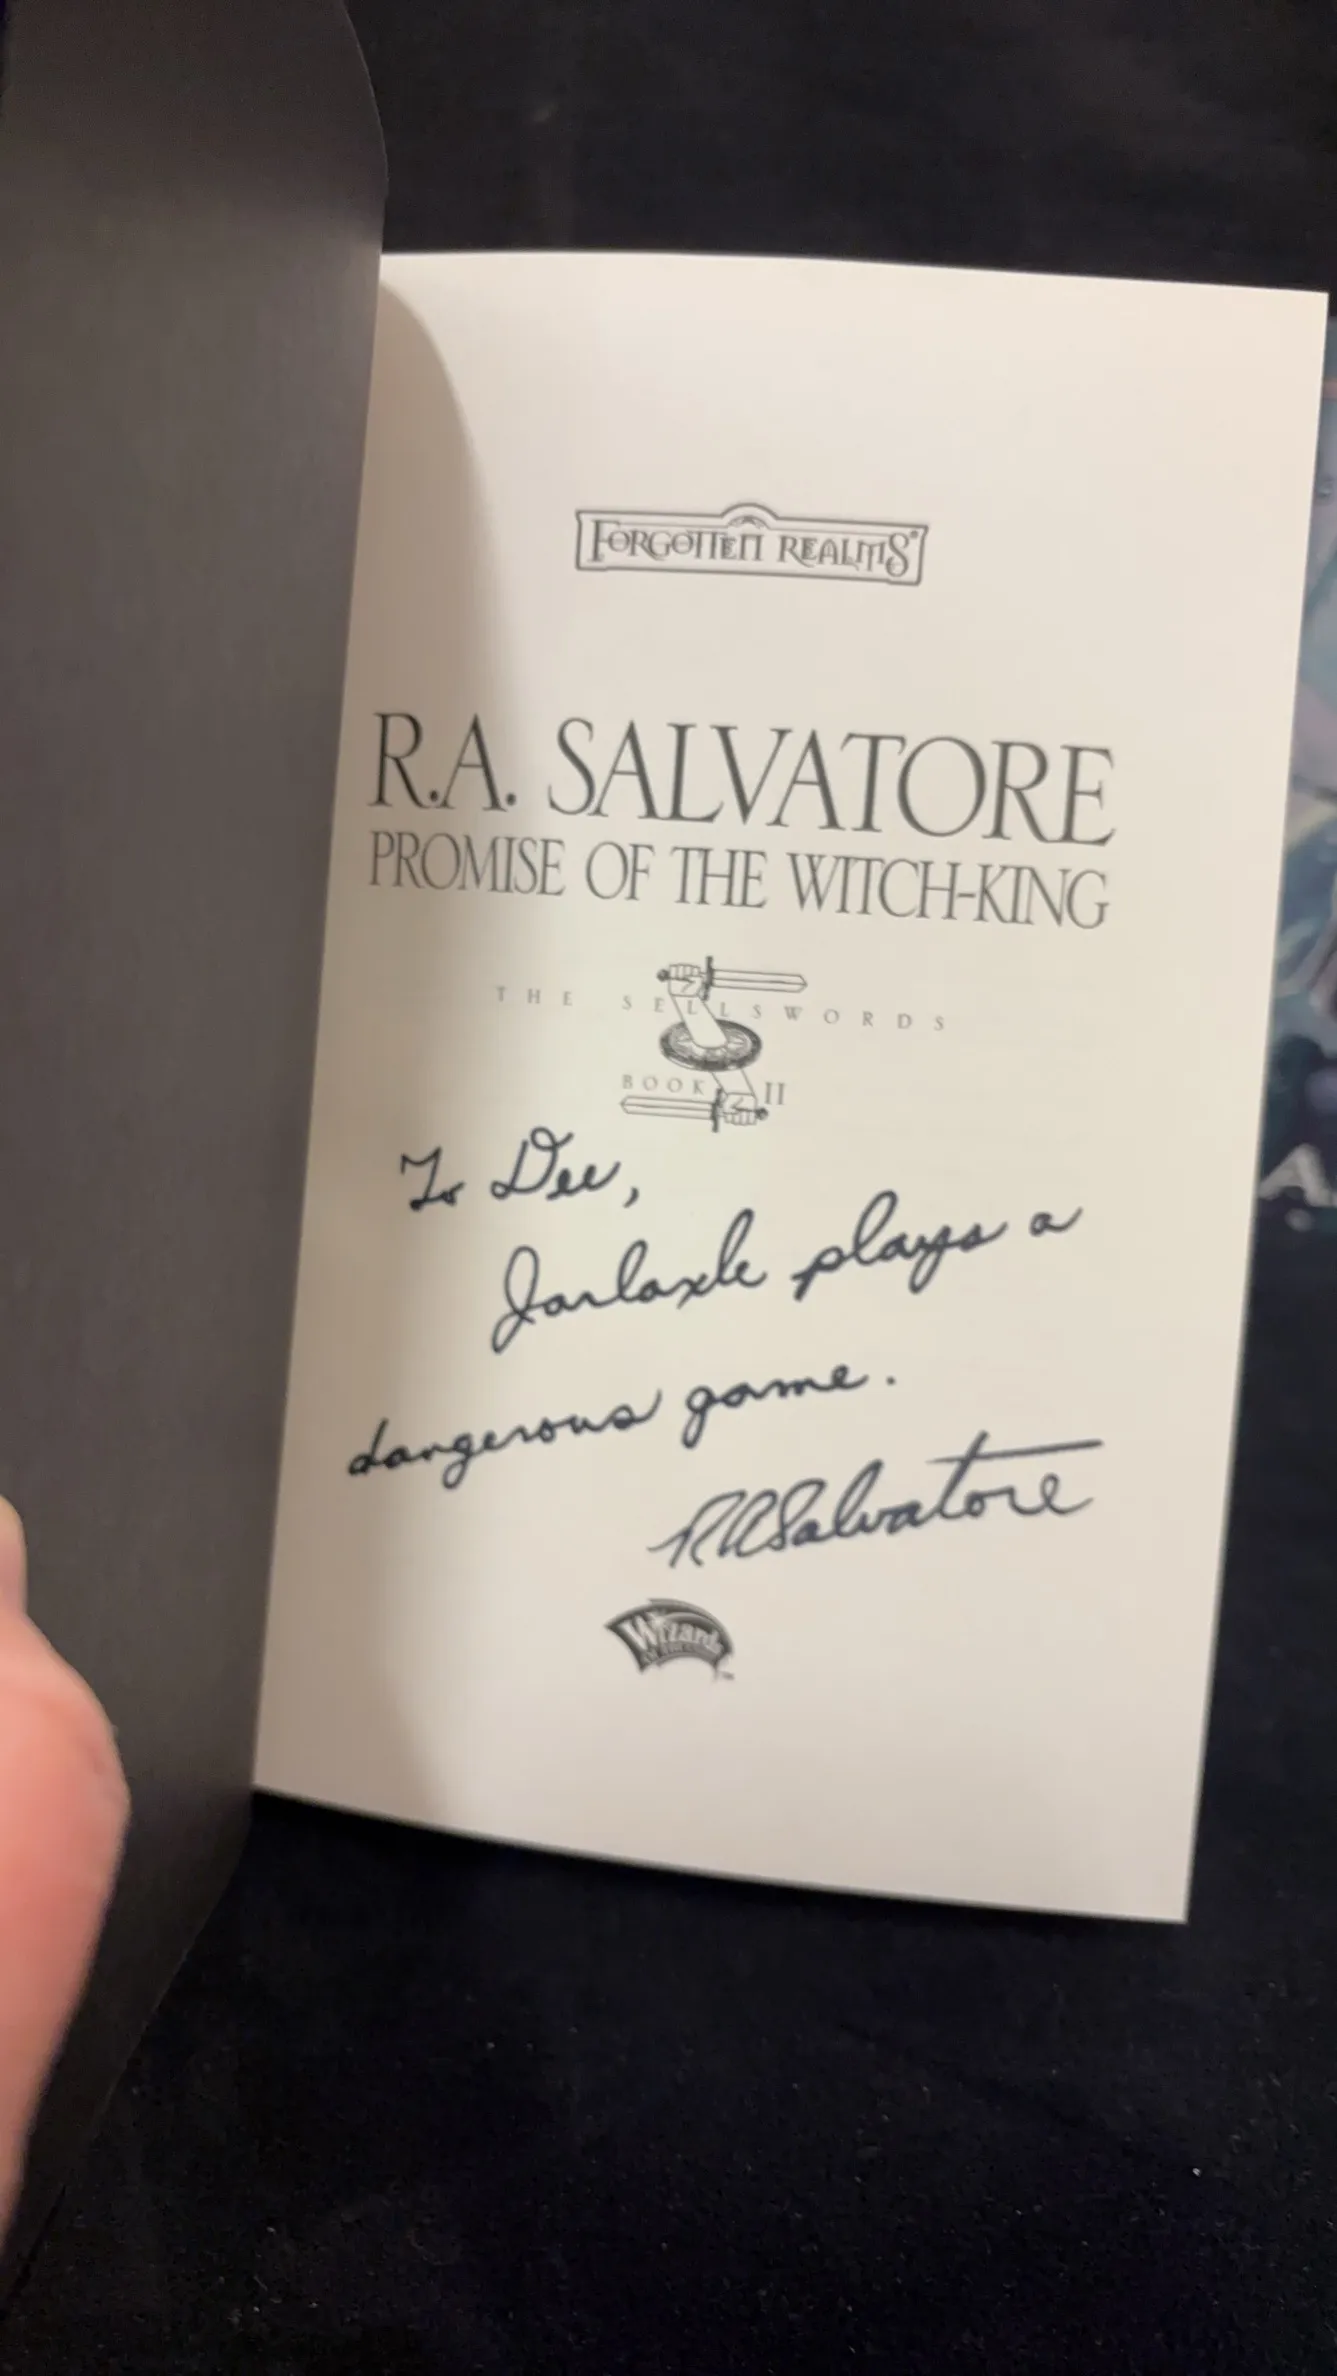 FORGOTTEN REALMS®
R.A. SALVATORE
PROMISE OF THE WITCH-KING
THE SELLSWORDS
BOOK II
To Dee,
Jarlaxle plays a
dangerous game.
RASalvatore
Wizards
™
A